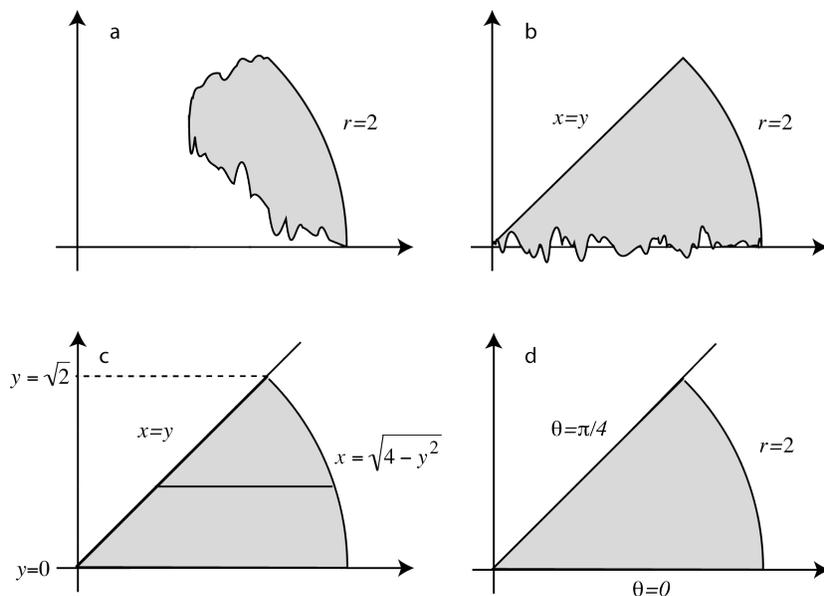 a
r=2
b
x=y
r=2
c
y = √2
x=y
x = √4 – y²
y=0
d
θ=π/4
r=2
θ=0